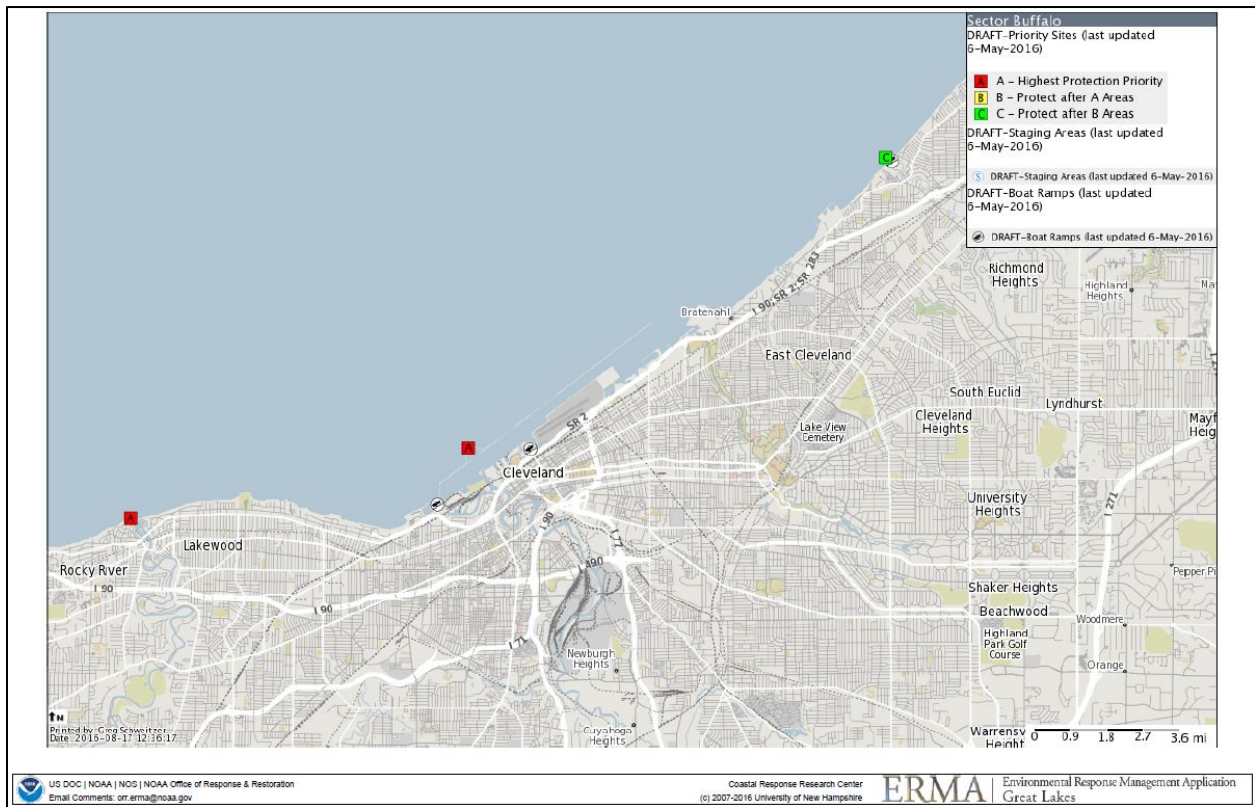 Sector Buffalo
DRAFT-Priority Sites (last updated
6-May-2016)
A
A - Highest Protection Priority
B
B - Protect after A Areas
C
C - Protect after B Areas
DRAFT-Staging Areas (last updated
6-May-2016)
S
DRAFT-Staging Areas (last updated 6-May-2016)
DRAFT-Boat Ramps (last updated
6-May-2016)
DRAFT-Boat Ramps (last updated 6-May-2016)
C
Richmond
Heights
Highland
Heights
I 90; SR 2; SR 283
Bratenahl
East Cleveland
South Euclid
Lyndhurst
Cleveland
Heights
Mayf
Heig
Lake View
Cemetery
SR 2
A
Cleveland
University
Heights
I 271
I 90
I 77
A
Lakewood
Rocky River
I 90
I 90
I 490
Pepper Pi
Shaker Heights
Beachwood
Woodmere
Highland
Park Golf
Course
I 71
Newburgh
Heights
Orange
Cuyahoga
Heights
Warrensv
Height
N
Printed by: Greg Schweitzer
Date: 2016-08-17 12:36:17
0 0.9 1.8 2.7 3.6 mi
US DOC | NOAA | NOS | NOAA Office of Response & Restoration
Email Comments: orr.erma@noaa.gov
Coastal Response Research Center
(c) 2007-2016 University of New Hampshire
ERMA
Environmental Response Management Application
Great Lakes